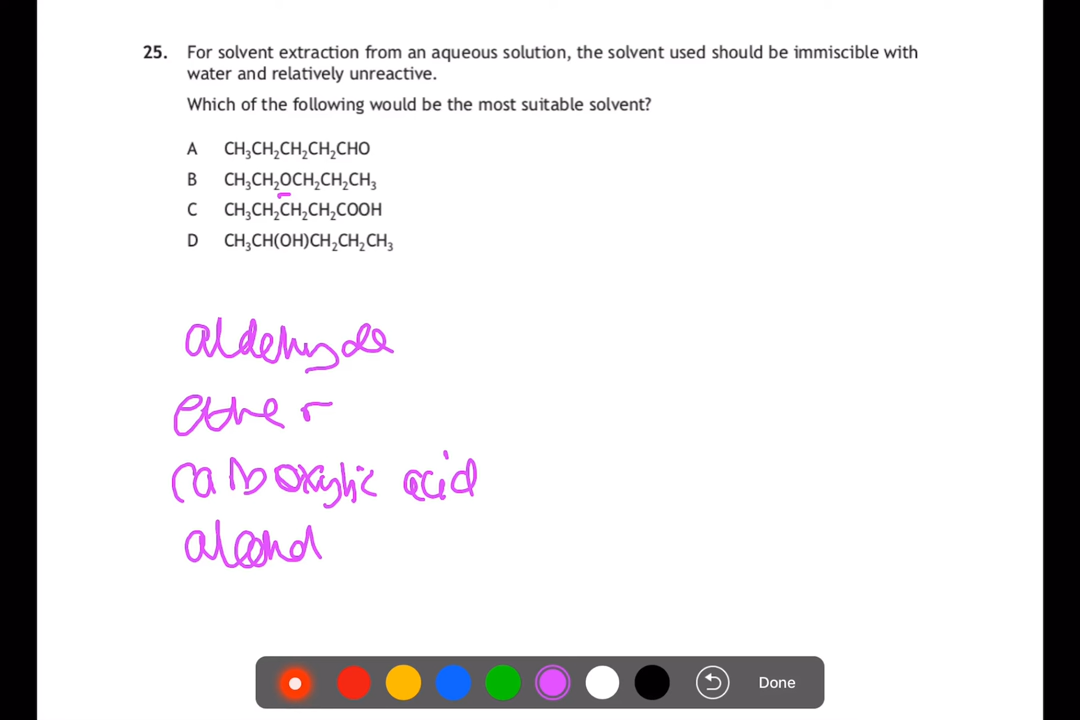 25. For solvent extraction from an aqueous solution, the solvent used should be immiscible with
water and relatively unreactive.
Which of the following would be the most suitable solvent?
A CH₃CH₂CH₂CH₂CHO
B CH₃CH₂OCH₂CH₂CH₃
C CH₃CH₂CH₂CH₂COOH
D CH₃CH(OH)CH₂CH₂CH₃
aldehyde
ether
carboxylic acid
alcohol
Done